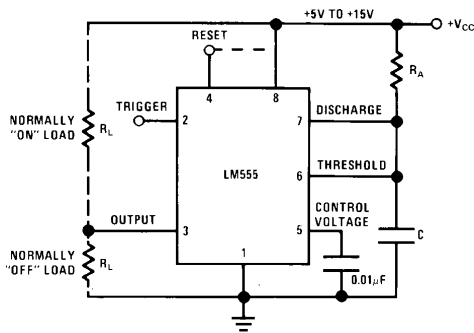 +5V TO +15V
+VCC
RESET
RA
4
8
TRIGGER
2
7
DISCHARGE
NORMALLY
"ON" LOAD
RL
LM555
6
THRESHOLD
OUTPUT
3
5
CONTROL
VOLTAGE
C
NORMALLY
"OFF" LOAD
RL
1
0.01μF